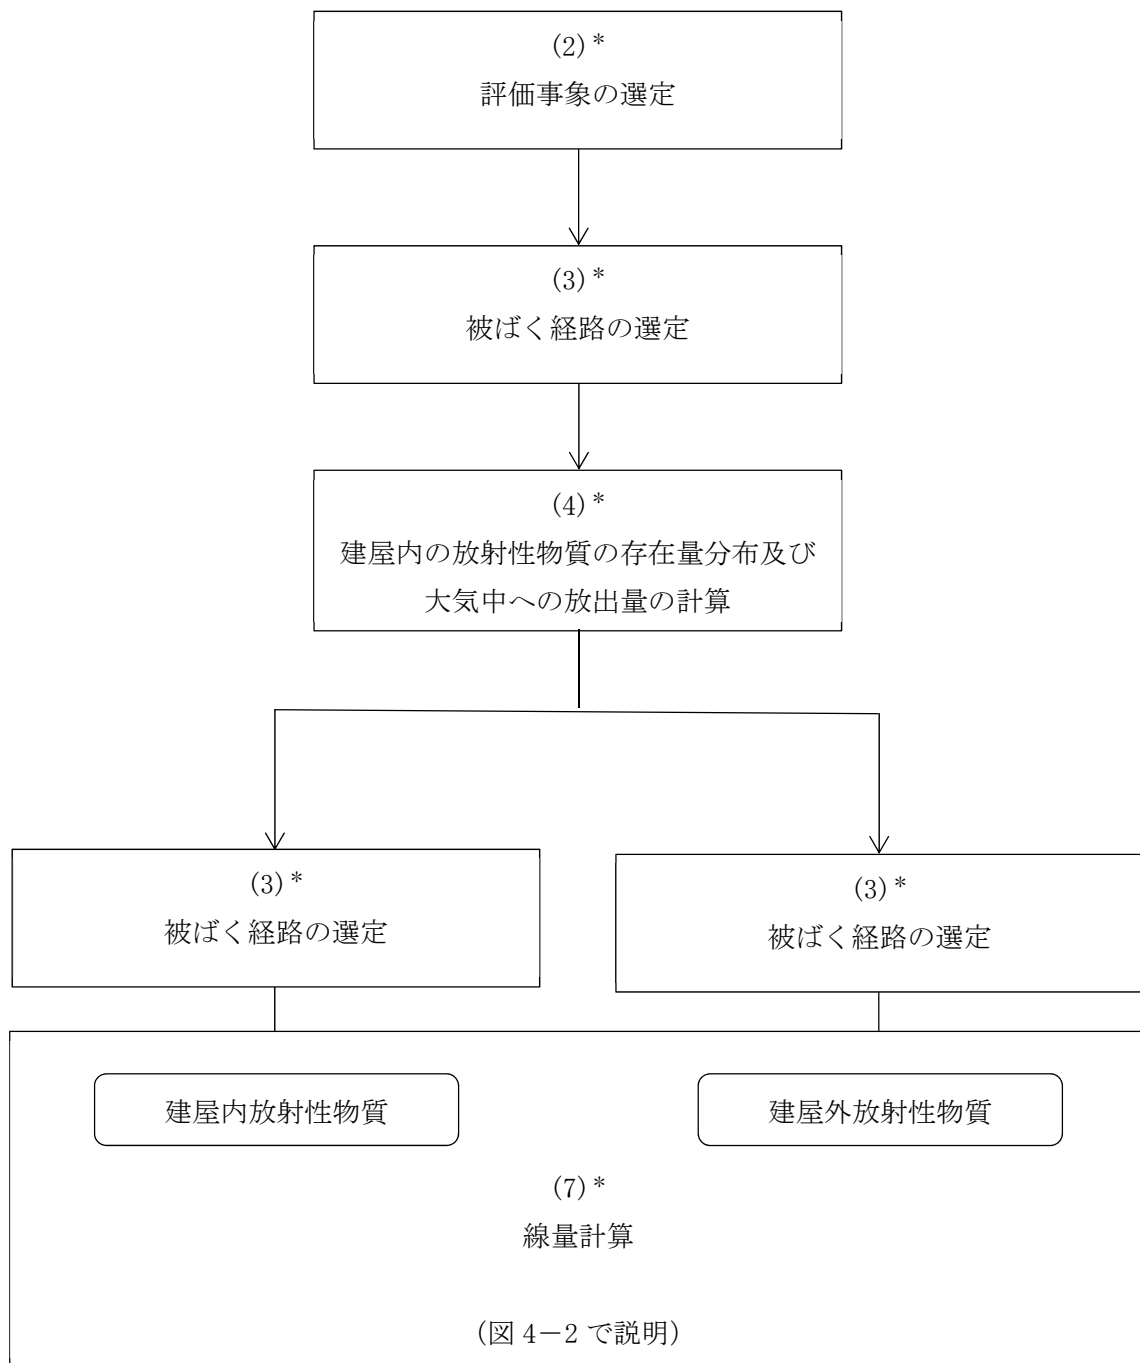 (2)*
評価事象の選定
(3)*
被ばく経路の選定
(4)*
建屋内の放射性物質の存在量分布及び
大気中への放出量の計算
(3)*
被ばく経路の選定
(3)*
被ばく経路の選定
建屋内放射性物質
建屋外放射性物質
(7)*
線量計算
(図 4－2 で説明)